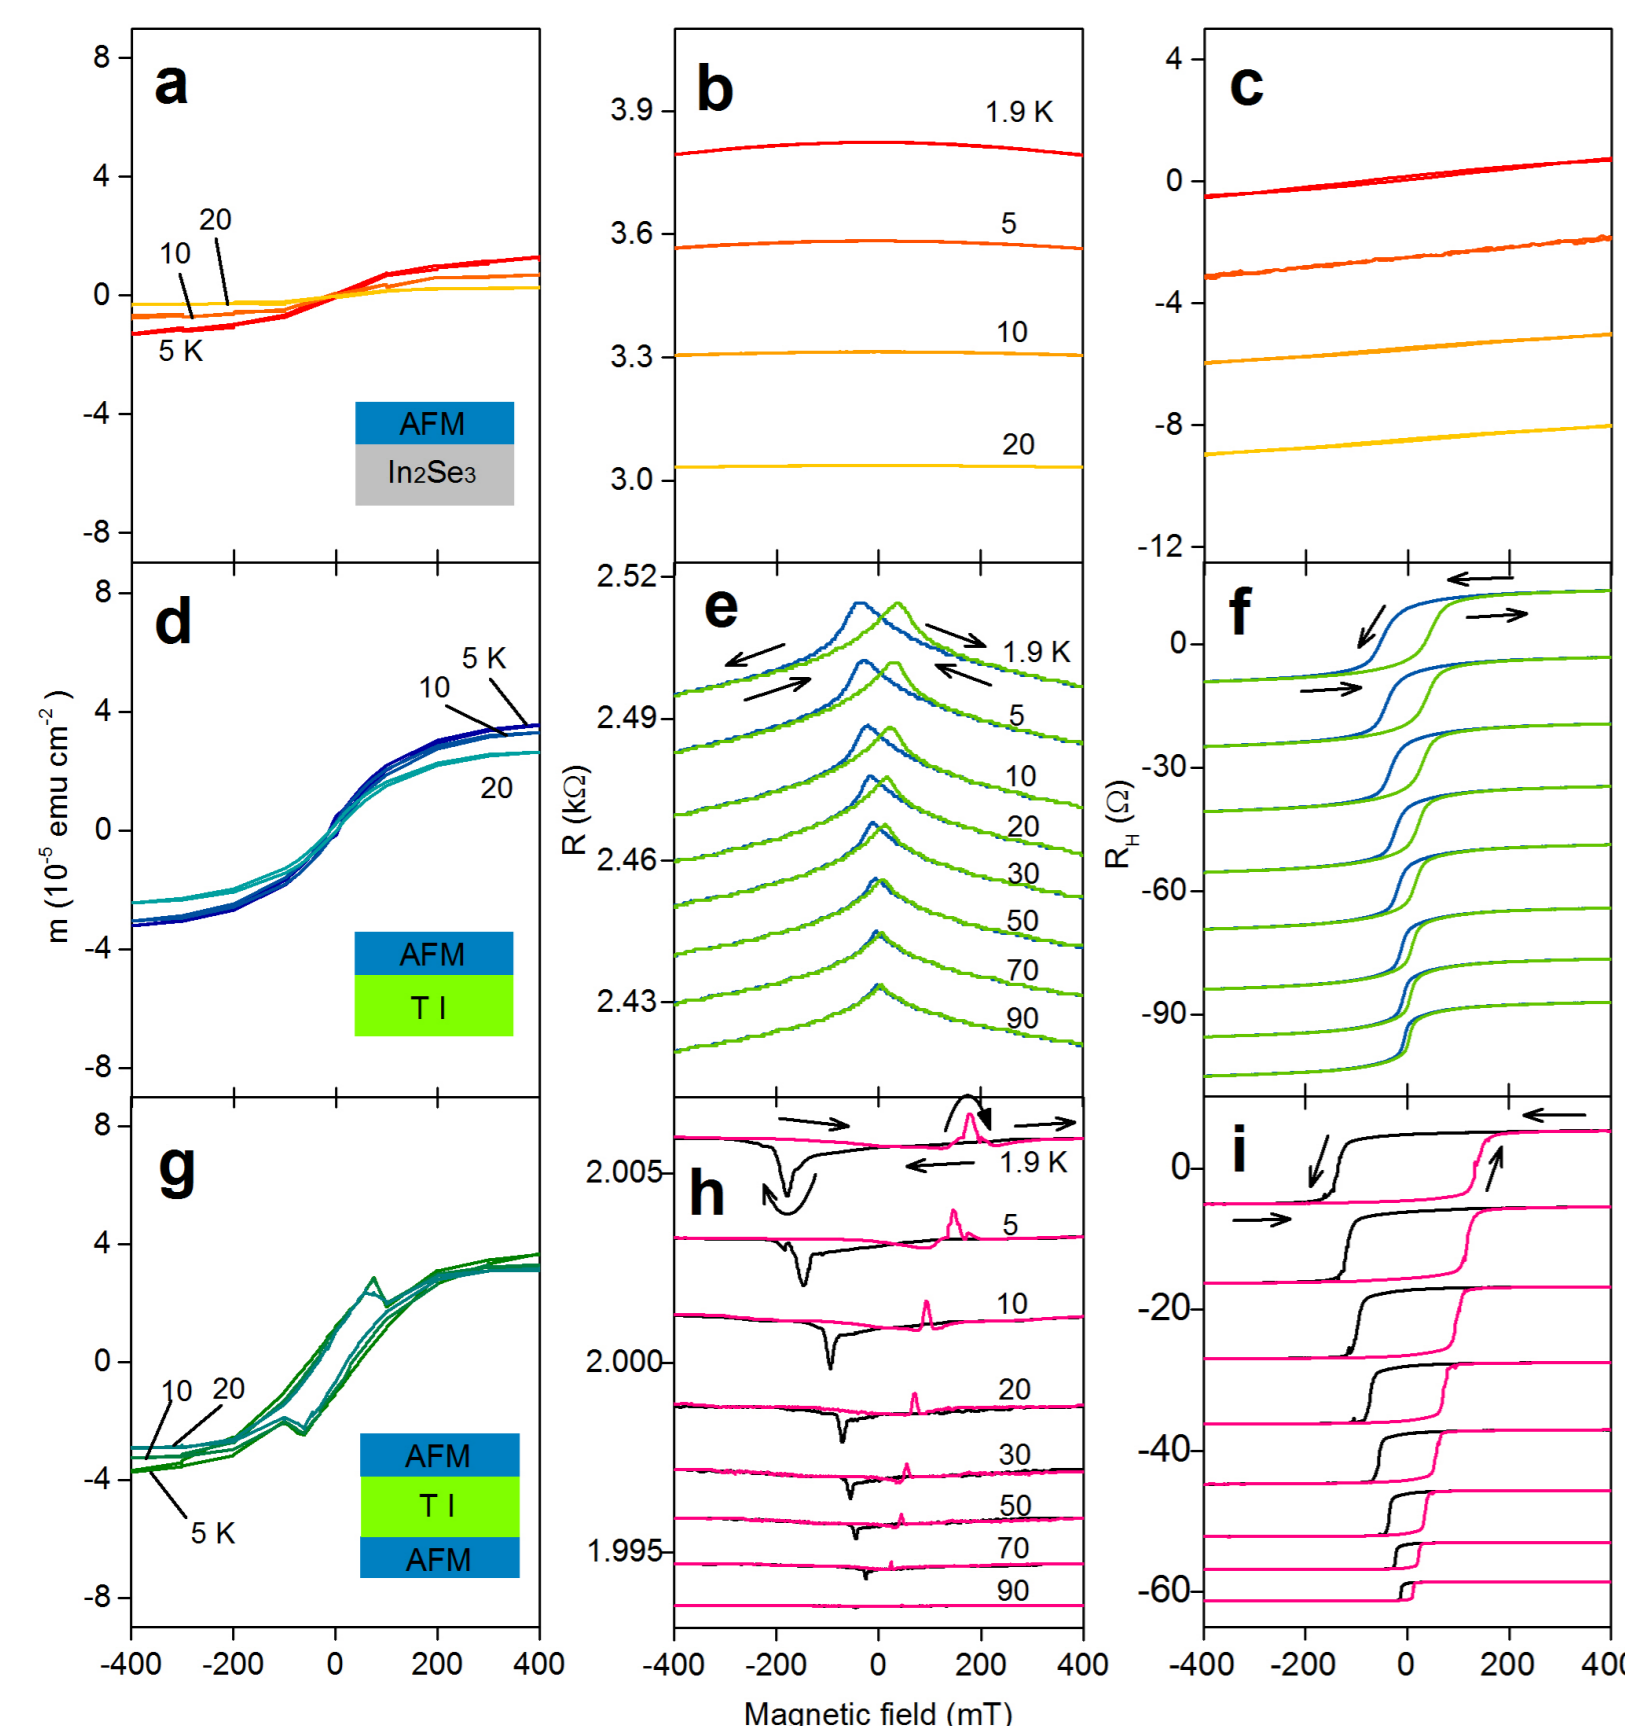 a
8
4
0
-4
-8
20
10
5 K
AFM
In2Se3
b
3.9
3.6
3.3
3.0
1.9 K
5
10
20
c
4
0
-4
-8
-12
d
8
4
0
-4
-8
5 K
10
20
AFM
T I
m (10-5 emu cm-2)
e
2.52
2.49
2.46
2.43
1.9 K
5
10
20
30
50
70
90
R (kΩ)
f
0
-30
-60
-90
RH (Ω)
g
8
4
0
-4
-8
10
20
5 K
AFM
T I
AFM
-400
-200
0
200
400
h
2.005
2.000
1.995
1.9 K
5
10
20
30
50
70
90
-400
-200
0
200
400
Magnetic field (mT)
i
0
-20
-40
-60
-400
-200
0
200